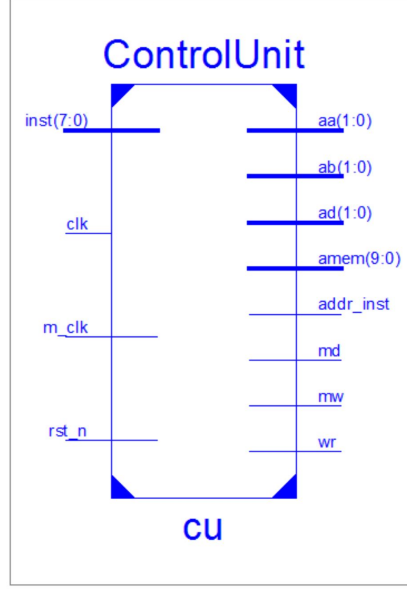 ControlUnit
inst(7:0)
clk
m_clk
rst_n
aa(1:0)
ab(1:0)
ad(1:0)
amem(9:0)
addr_inst
md
mw
wr
cu